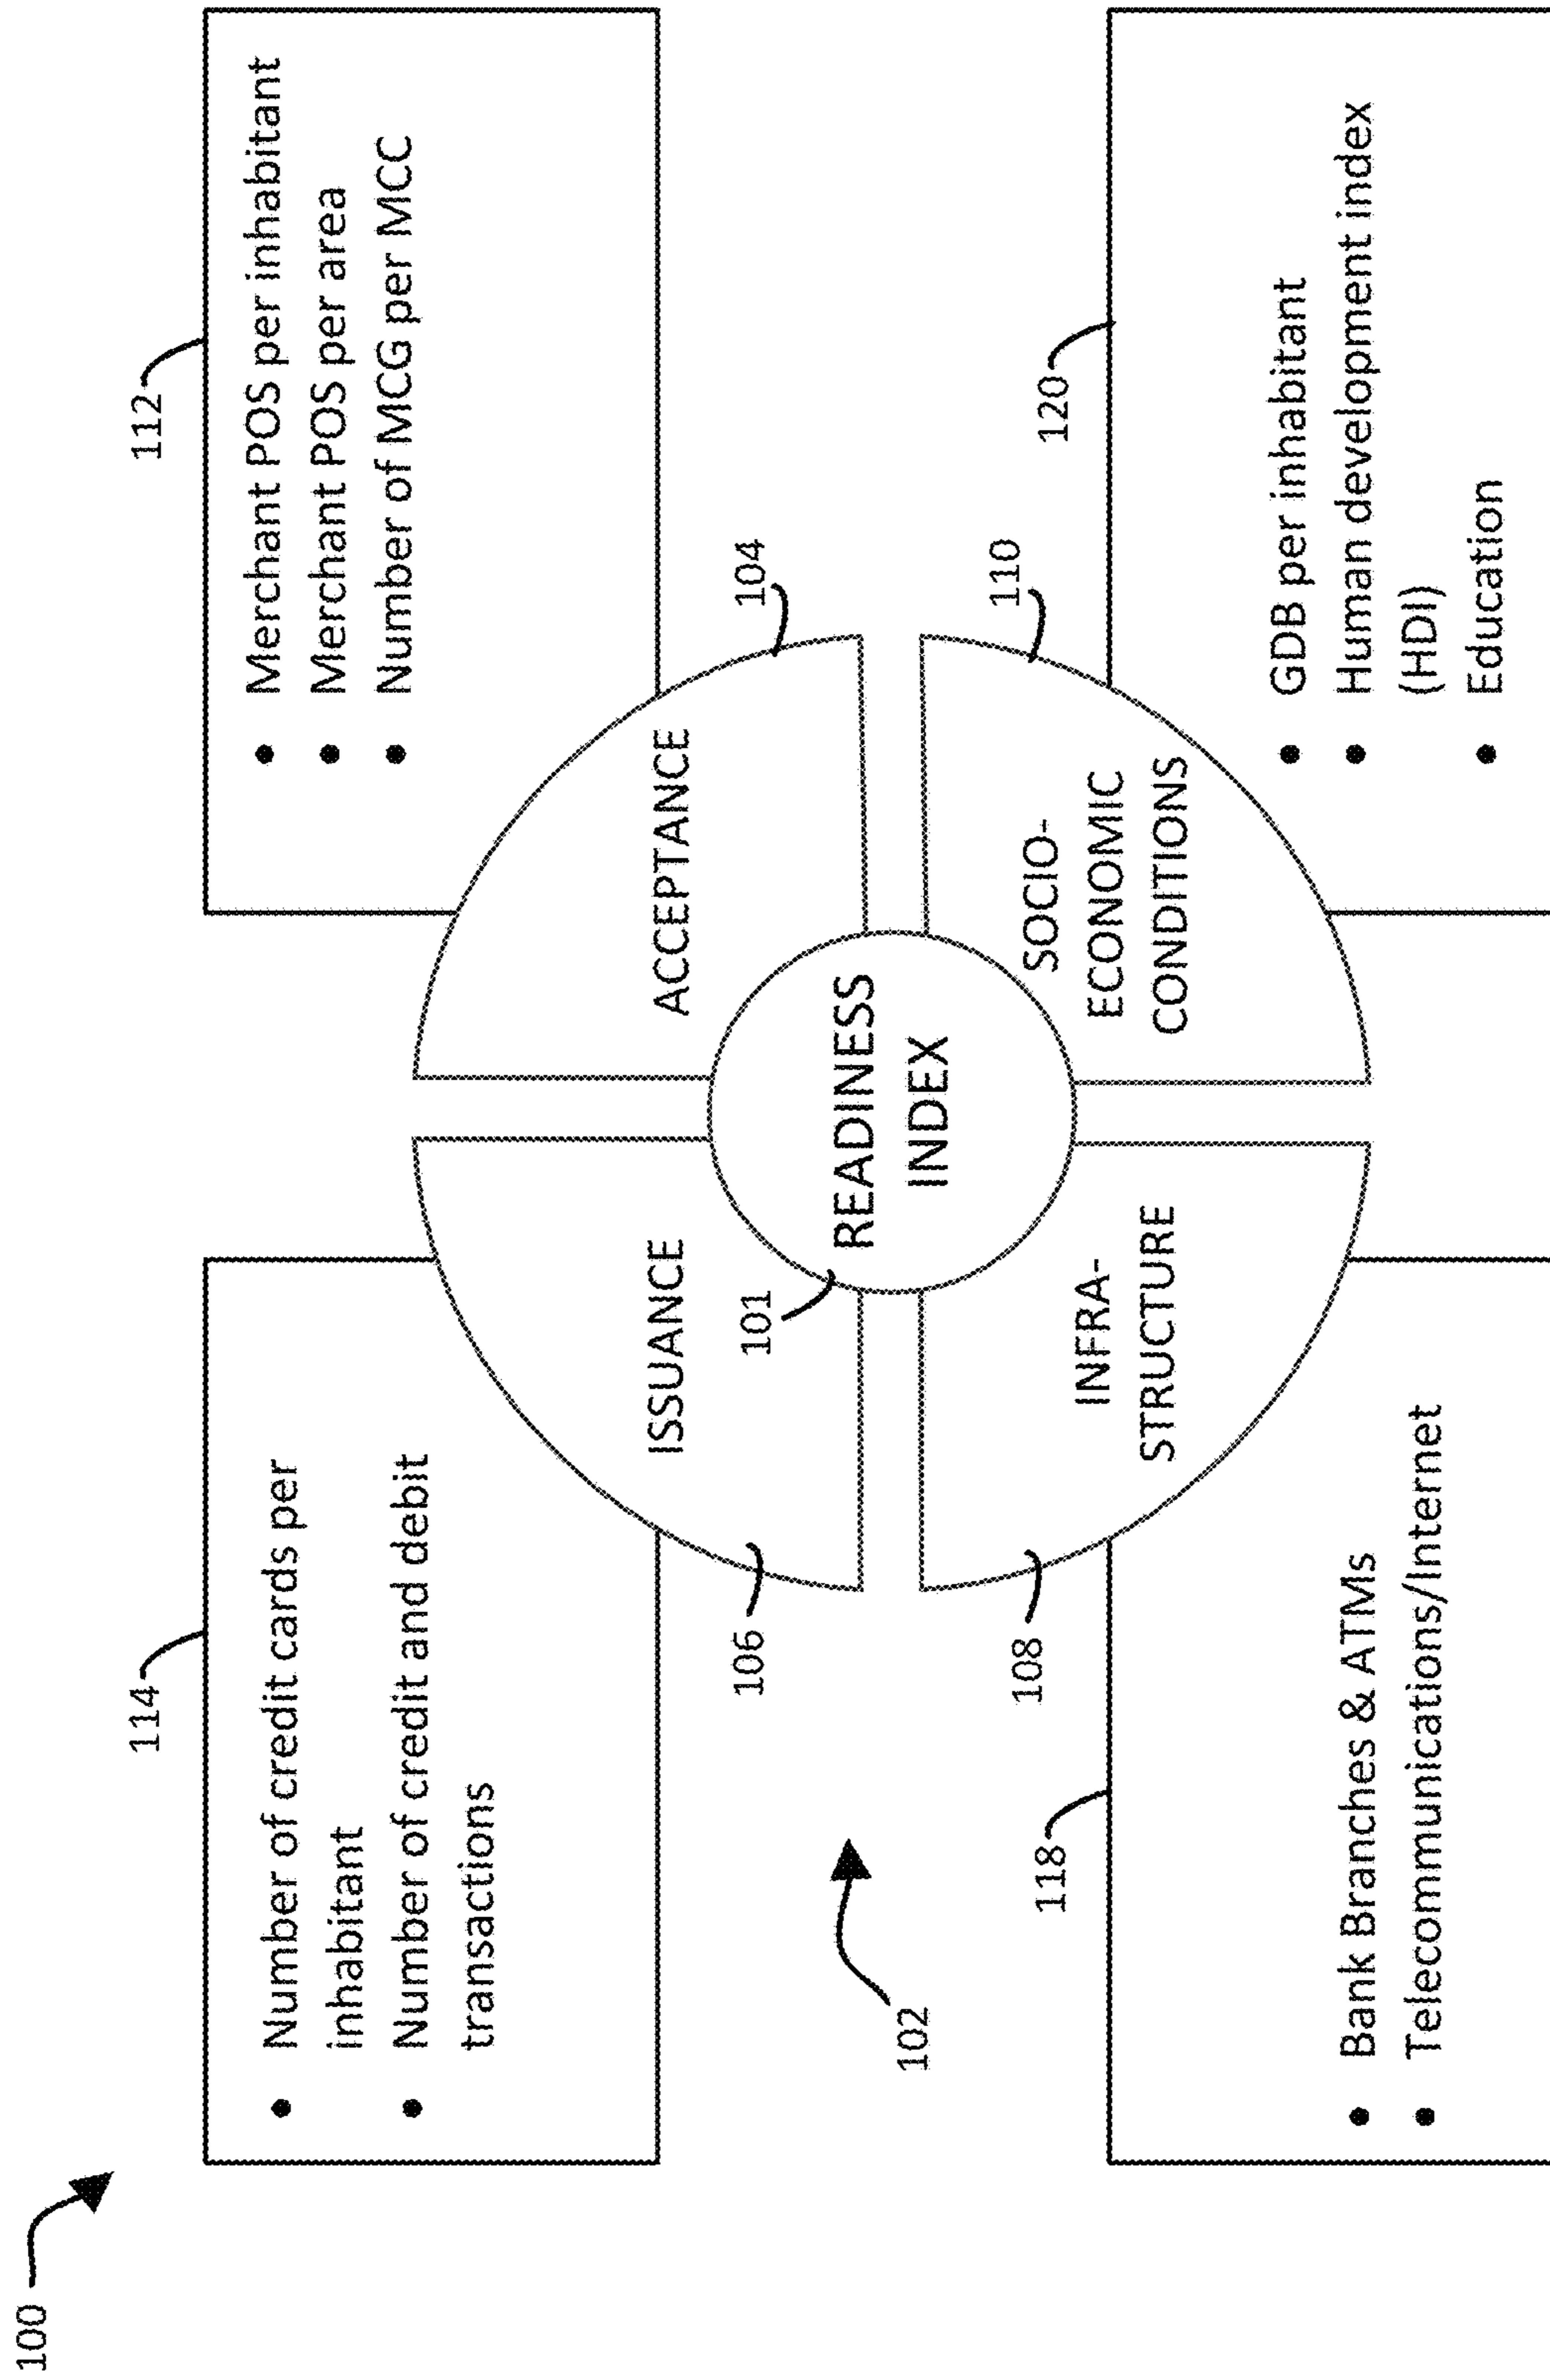 100
114
• Number of credit cards per
inhabitant
• Number of credit and debit
transactions
112
• Merchant POS per inhabitant
• Merchant POS per area
• Number of MCG per MCC
106
ISSUANCE
ACCEPTANCE
104
101
READINESS
INDEX
102
108
INFRA-
STRUCTURE
SOCIO-
ECONOMIC
CONDITIONS
110
118
• Bank Branches & ATMs
• Telecommunications/Internet
120
• GDB per inhabitant
• Human development index
(HDI)
• Education